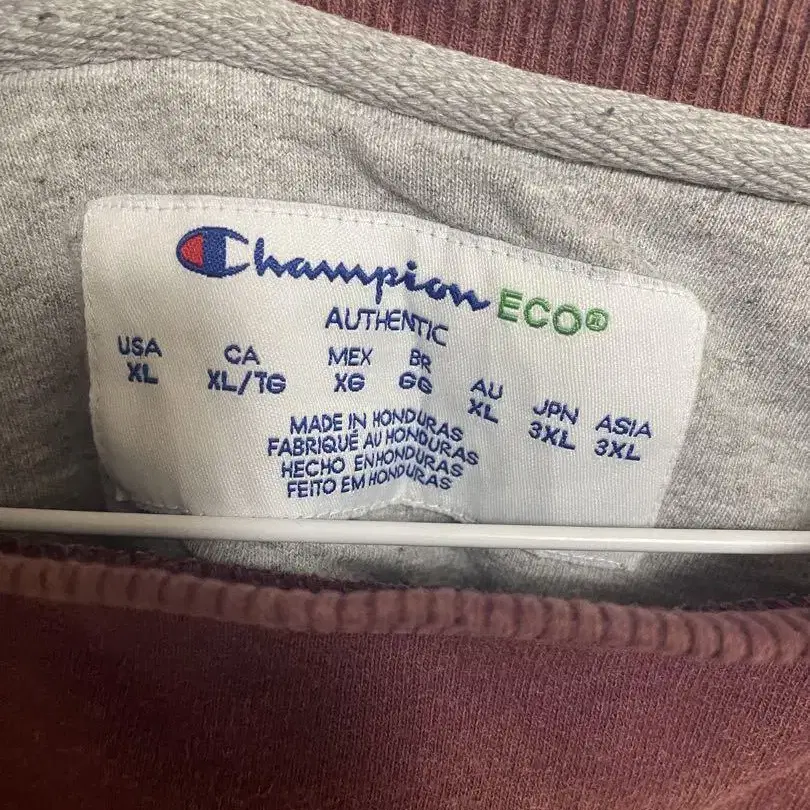 Champion ECO®
AUTHENTIC
USA CA MEX BR AU JPN ASIA
XL XL/TG XG GG XL 3XL 3XL
MADE IN HONDURAS
FABRIQUÉ AU HONDURAS
HECHO EN HONDURAS
FEITO EM HONDURAS